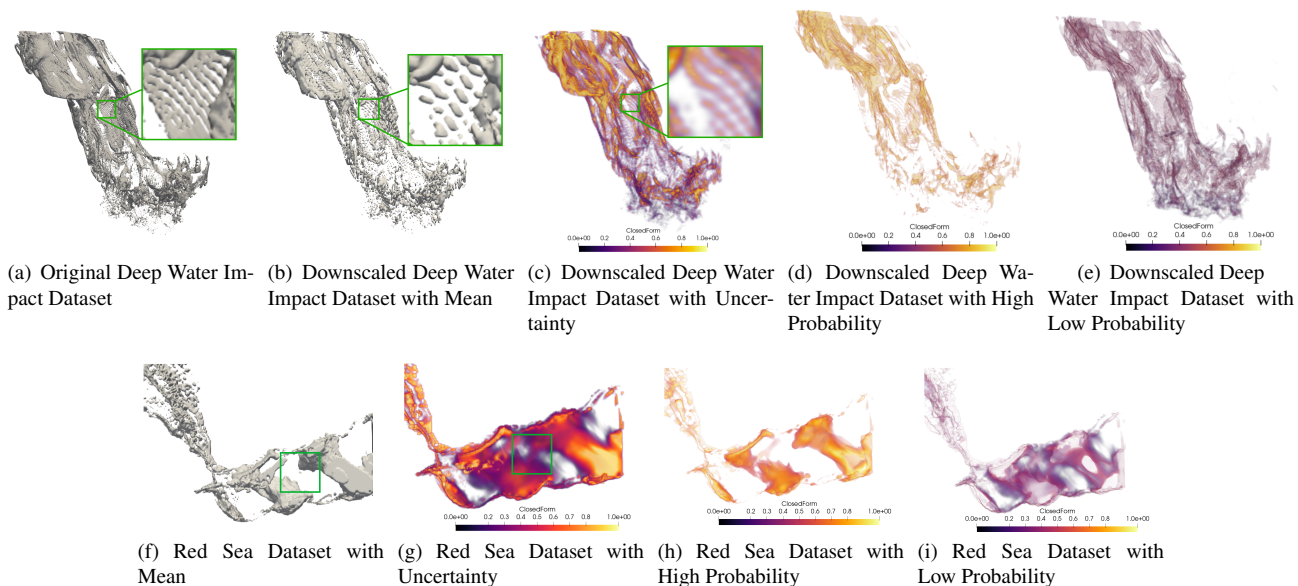 ClosedForm
0.0e+00 0.2 0.4 0.6 0.8 1.0e+00
ClosedForm
0.0e+00 0.2 0.4 0.6 0.8 1.0e+00
ClosedForm
0.0e+00 0.2 0.4 0.6 0.8 1.0e+00
(a) Original Deep Water Im-
pact Dataset
(b) Downscaled Deep Water
Impact Dataset with Mean
(c) Downscaled Deep Water
Impact Dataset with Uncer-
tainty
(d) Downscaled Deep Wa-
ter Impact Dataset with High
Probability
(e) Downscaled Deep
Water Impact Dataset with
Low Probability
ClosedForm
0.0e+00 0.2 0.3 0.4 0.5 0.6 0.7 0.8 1.0e+00
ClosedForm
0.0e+00 0.2 0.3 0.4 0.5 0.6 0.7 0.8 1.0e+00
ClosedForm
0.0e+00 0.2 0.3 0.4 0.5 0.6 0.7 0.8 1.0e+00
(f) Red Sea Dataset with
Mean
(g) Red Sea Dataset with
Uncertainty
(h) Red Sea Dataset with
High Probability
(i) Red Sea Dataset with
Low Probability